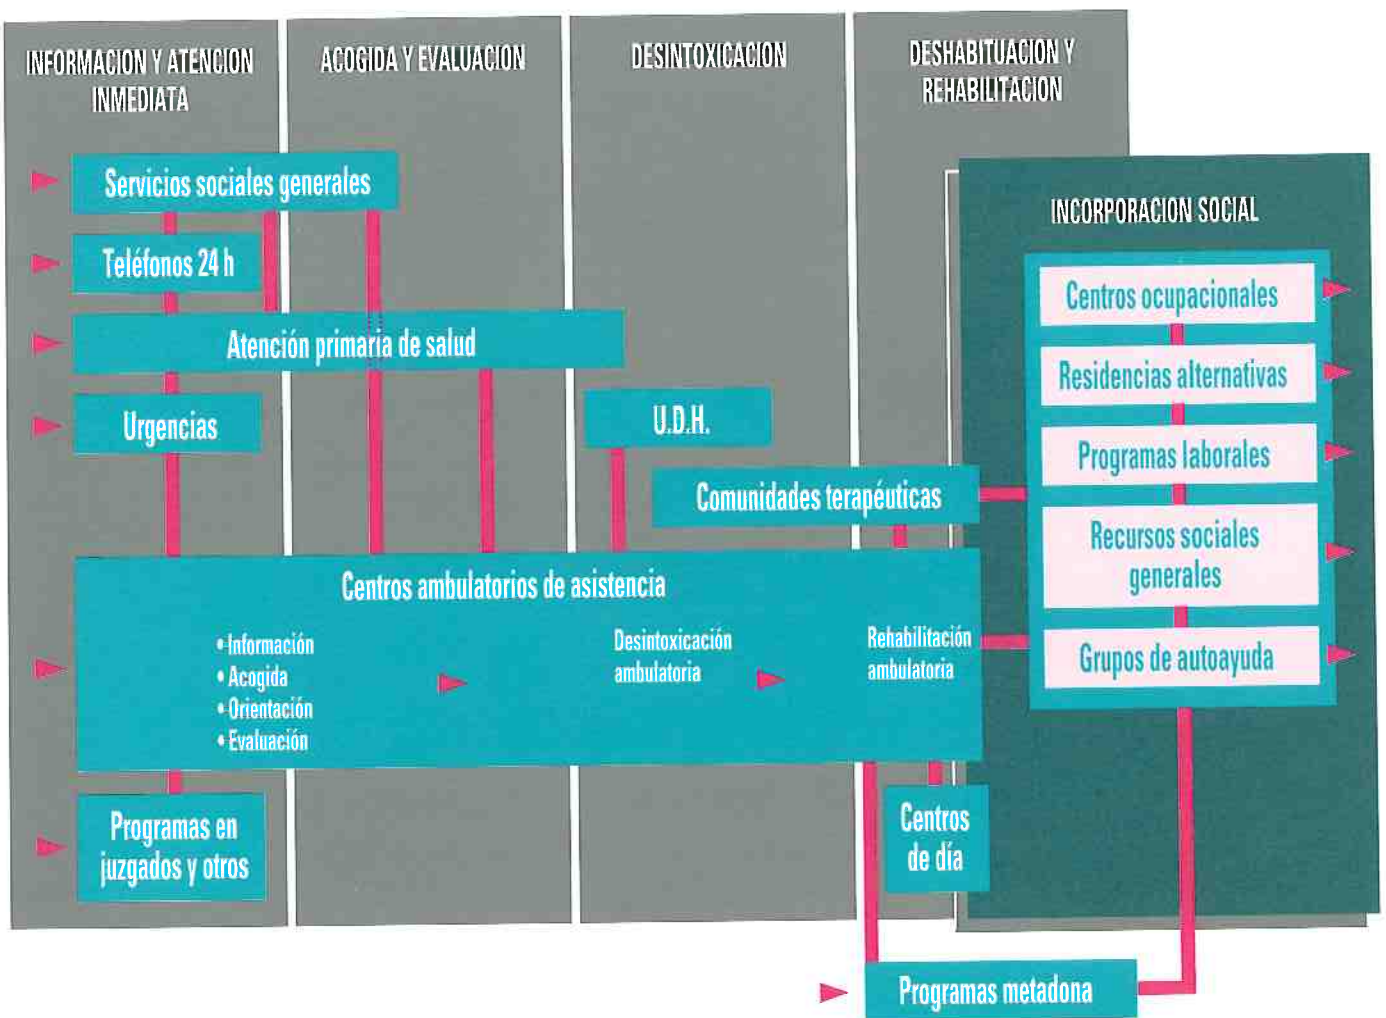 INFORMACION Y ATENCION
INMEDIATA
ACOGIDA Y EVALUACION
DESINTOXICACION
DESHABITUACION Y
REHABILITACION
INCORPORACION SOCIAL
Servicios sociales generales
Teléfonos 24 h
Atención primaria de salud
Urgencias
U.D.H.
Comunidades terapéuticas
Centros ambulatorios de asistencia
• Información
• Acogida
• Orientación
• Evaluación
Desintoxicación
ambulatoria
Rehabilitación
ambulatoria
Programas en
juzgados y otros
Centros
de día
Programas metadona
Centros ocupacionales
Residencias alternativas
Programas laborales
Recursos sociales
generales
Grupos de autoayuda